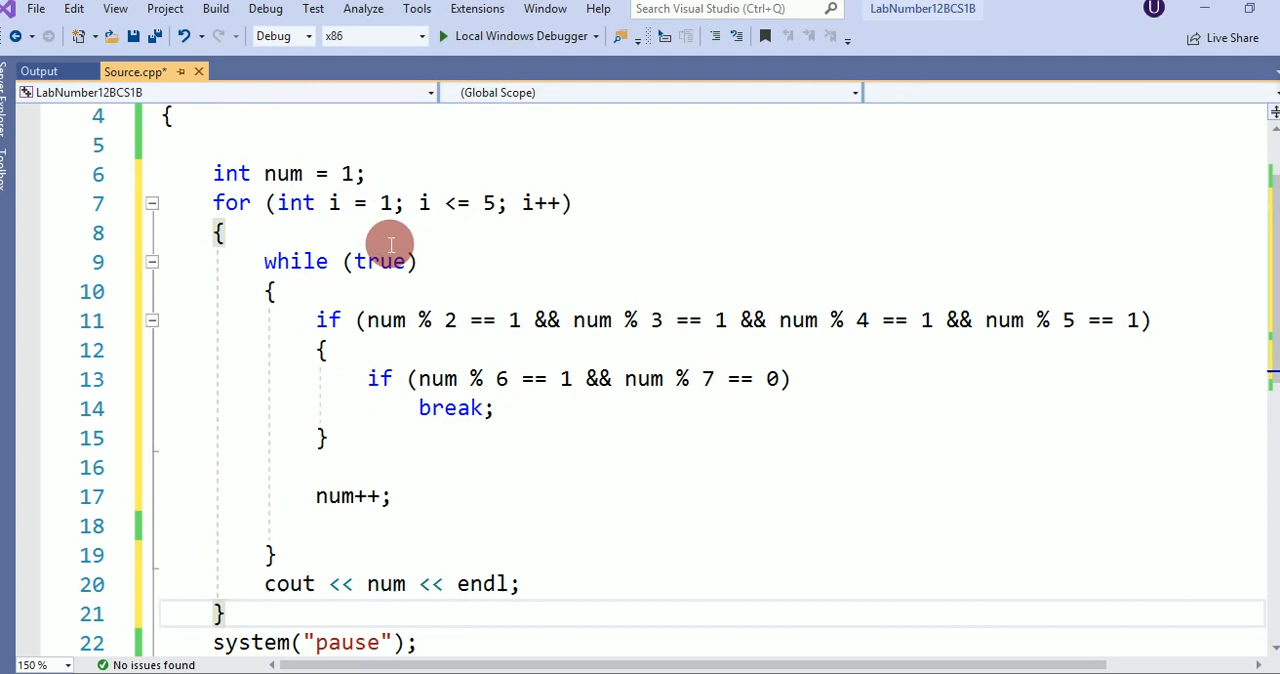 File Edit View Project Build Debug Test Analyze Tools Extensions Window Help Search Visual Studio (Ctrl+Q) LabNumber12BCS1B U
Debug x86 Local Windows Debugger Live Share
Output Source.cpp*
LabNumber12BCS1B (Global Scope)
Server Explorer
Toolbox
4 {
5
6 int num = 1;
7 for (int i = 1; i <= 5; i++)
8 {
9 while (true)
10 {
11 if (num % 2 == 1 && num % 3 == 1 && num % 4 == 1 && num % 5 == 1)
12 {
13 if (num % 6 == 1 && num % 7 == 0)
14 break;
15 }
16
17 num++;
18
19 }
20 cout << num << endl;
21 }
22 system("pause");
150 % No issues found